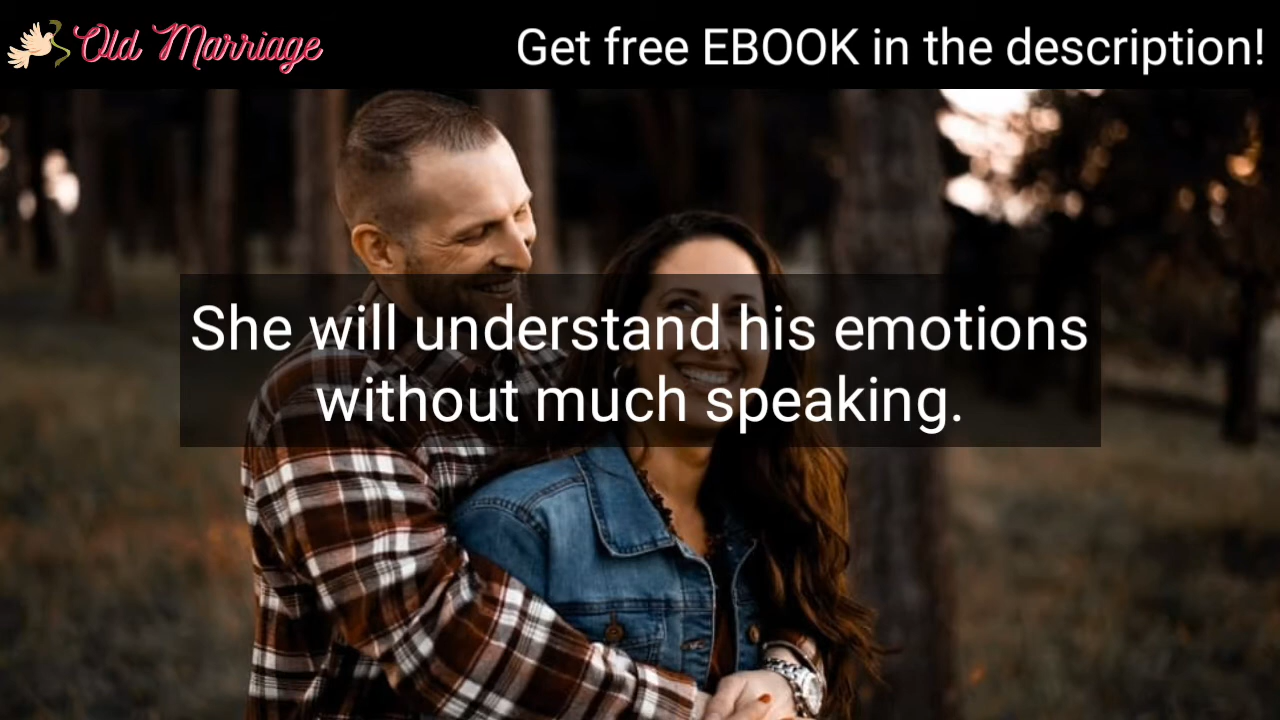 Old Marriage
Get free EBOOK in the description!
She will understand his emotions
without much speaking.